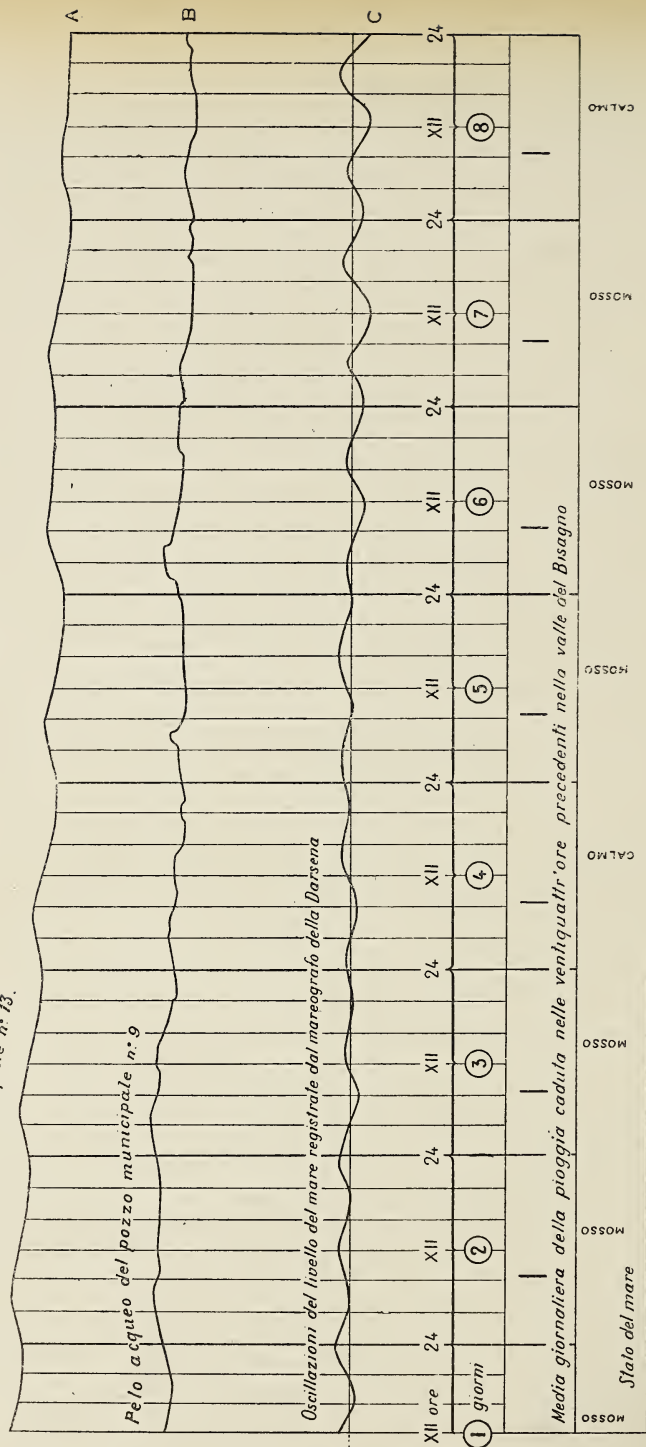 n.º 13.
A
Pelo acqueo del pozzo municipale n.º 9
B
Oscillazioni del livello del mare registrate dal mareografo della Darsena
C
XII ore 24 XII 24 XII 24 XII 24 XII 24 XII 24 XII 24 XII 24
1 giorni 2 3 4 5 6 7 8
Media giornaliera della pioggia caduta nelle ventiquattr'ore precedenti nella valle del Bisagno
MOSSO MOSSO MOSSO CALMO MOSSO MOSSO MOSSO CALMO
Stato del mare